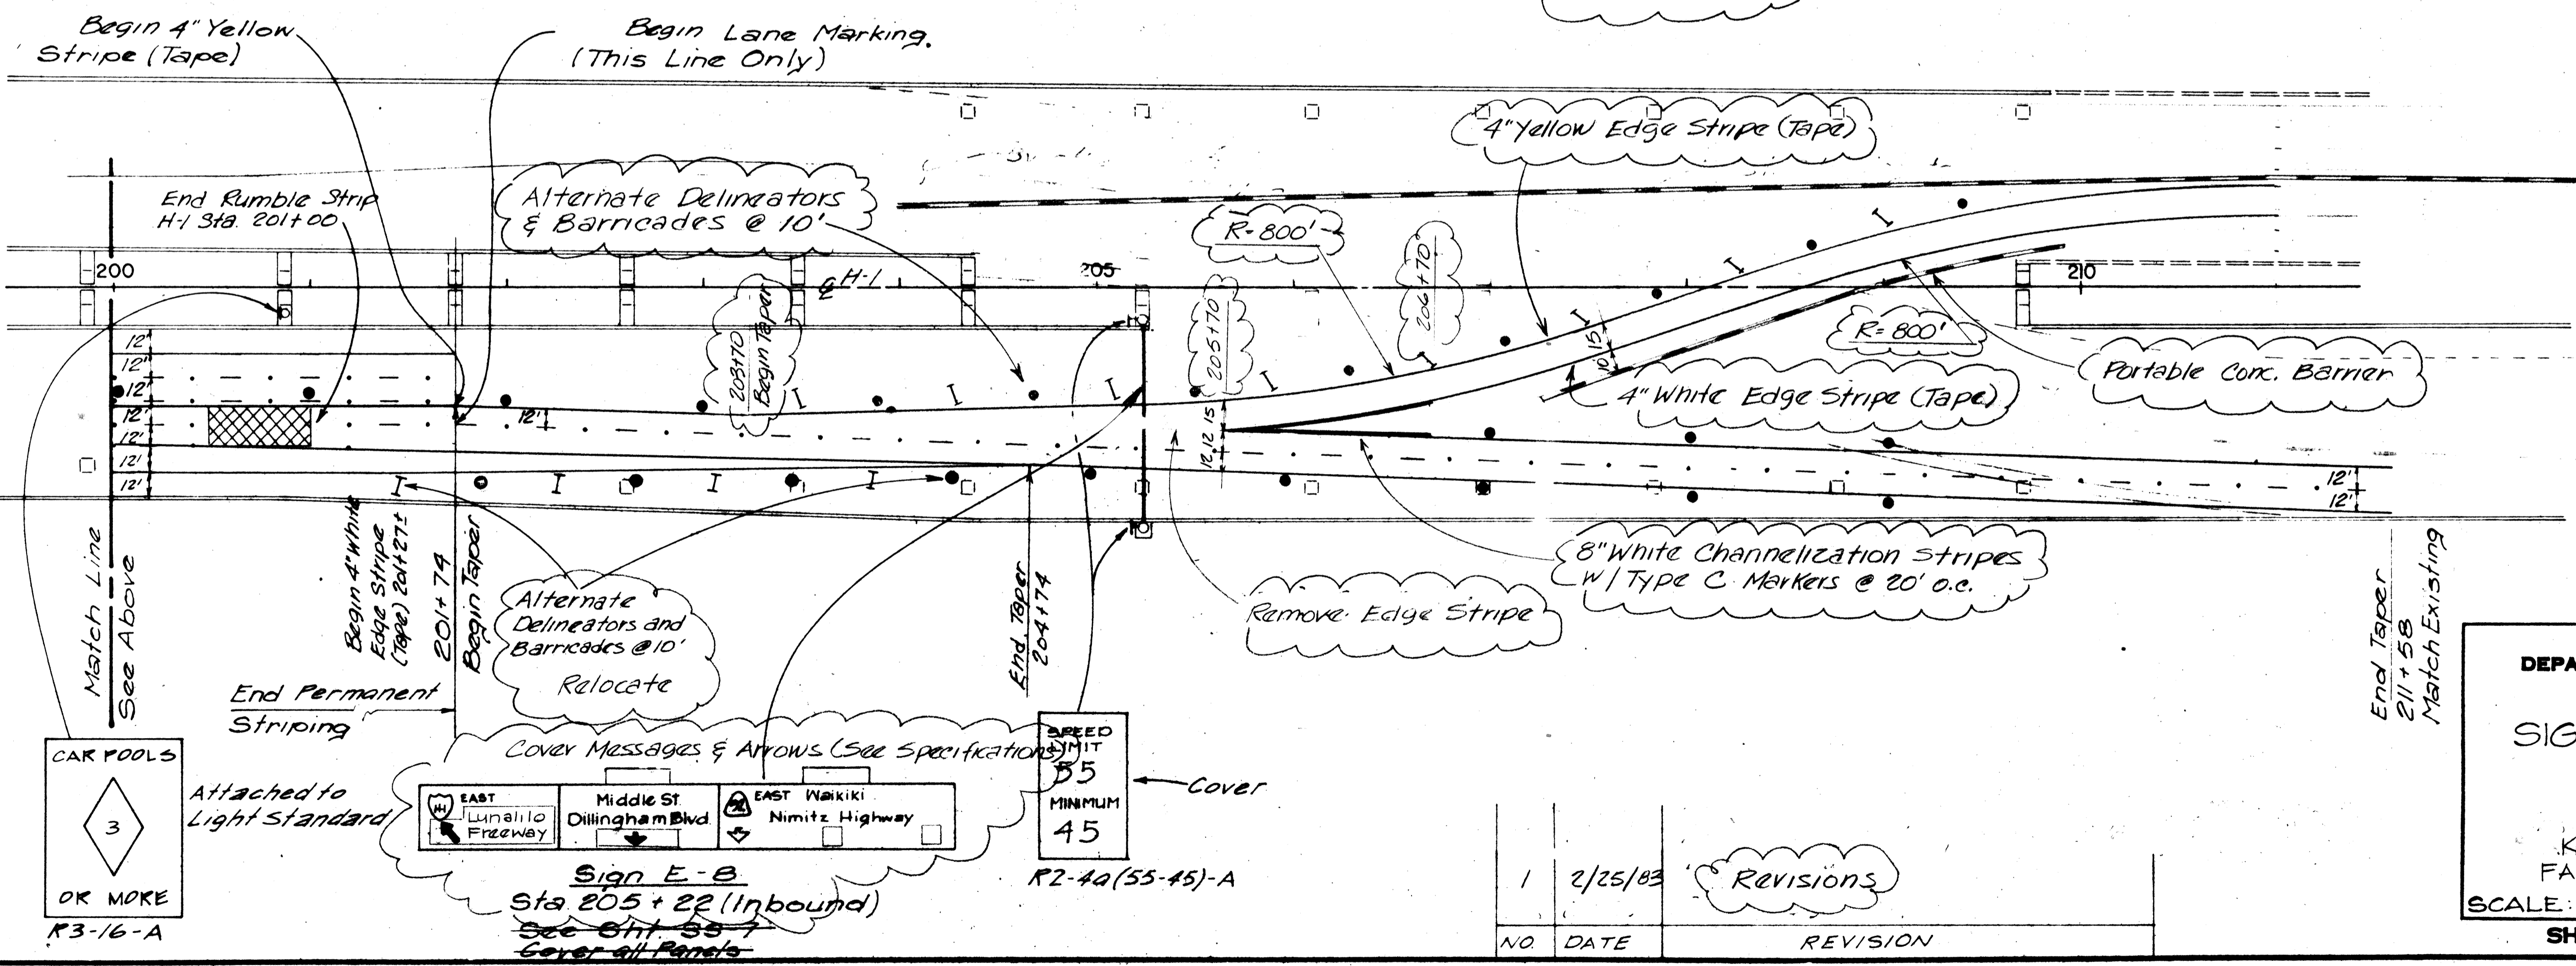 Begin 4" Yellow
Stripe (Tape)
Begin Lane Marking.
(This Line Only)
4" Yellow Edge Stripe (Tape)
End Rumble Strip
H-1 Sta. 201+00
Alternate Delineators
& Barricades @ 10'
R=800'
206+70
205+70
203+70
Begin Taper
200
℄ H-1
205
210
R=800'
Portable Conc. Barrier
4" White Edge Stripe (Tape)
15
10
12'
12'
12'
12'
12'
12'
12'
12'
15
12
12
12'
12'
8" White Channelization Stripes
W/ Type C Markers @ 20' o.c.
Remove Edge Stripe
Match Line
See Above
Begin 4" White
Edge Stripe
(Tape) 201+27±
201+74
Begin Taper
Alternate
Delineators and
Barricades @ 10'
Relocate
End Taper
204+74
End Taper
211+58
Match Existing
End Permanent
Striping
CAR POOLS
3
OR MORE
R3-16-A
Attached to
Light Standard
Cover Messages & Arrows (See Specifications)
H1 EAST
Lunalilo
Freeway
Middle St.
Dillingham Blvd.
92 EAST Waikiki
Nimitz Highway
Sign E-8
Sta. 205+22 (Inbound)
See Sht. SS-7
Cover all Panels
SPEED
LIMIT
55
MINIMUM
45
R2-4a(55-45)-A
Cover
1 2/25/83 Revisions
NO. DATE REVISION
DEPA
SIG
K
FA
SCALE:
SH